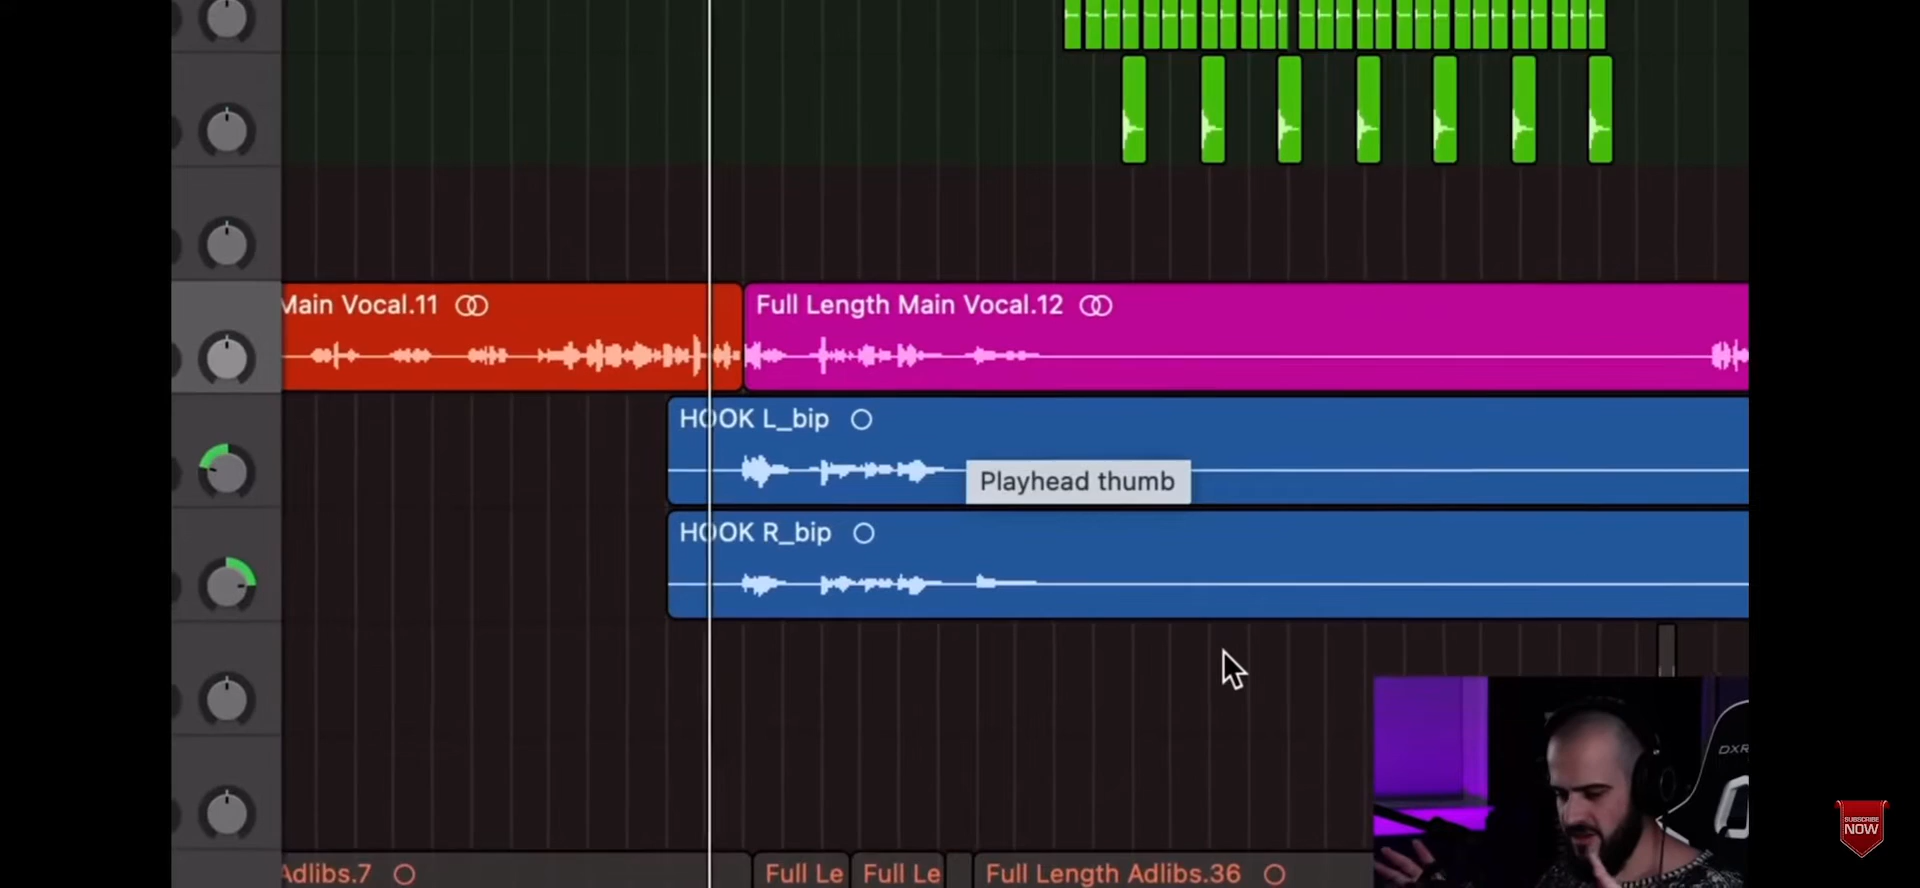 Main Vocal.11
Full Length Main Vocal.12
HOOK L_bip
Playhead thumb
HOOK R_bip
DXR
Adlibs.7
Full Le
Full Le
Full Length Adlibs.36
SUBSCRIBE
NOW